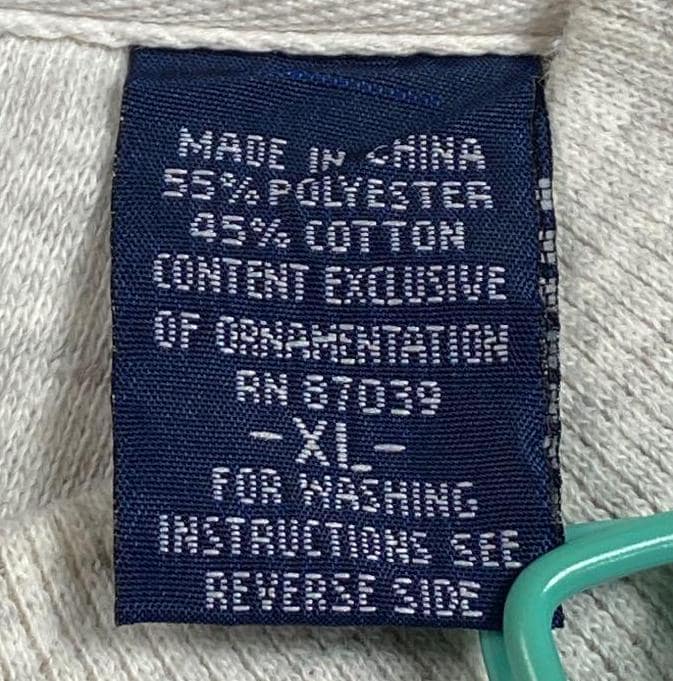 MADE IN CHINA
55% POLYESTER
45% COTTON
CONTENT EXCLUSIVE
OF ORNAMENTATION
RN 87039
-XL-
FOR WASHING
INSTRUCTIONS SEE
REVERSE SIDE